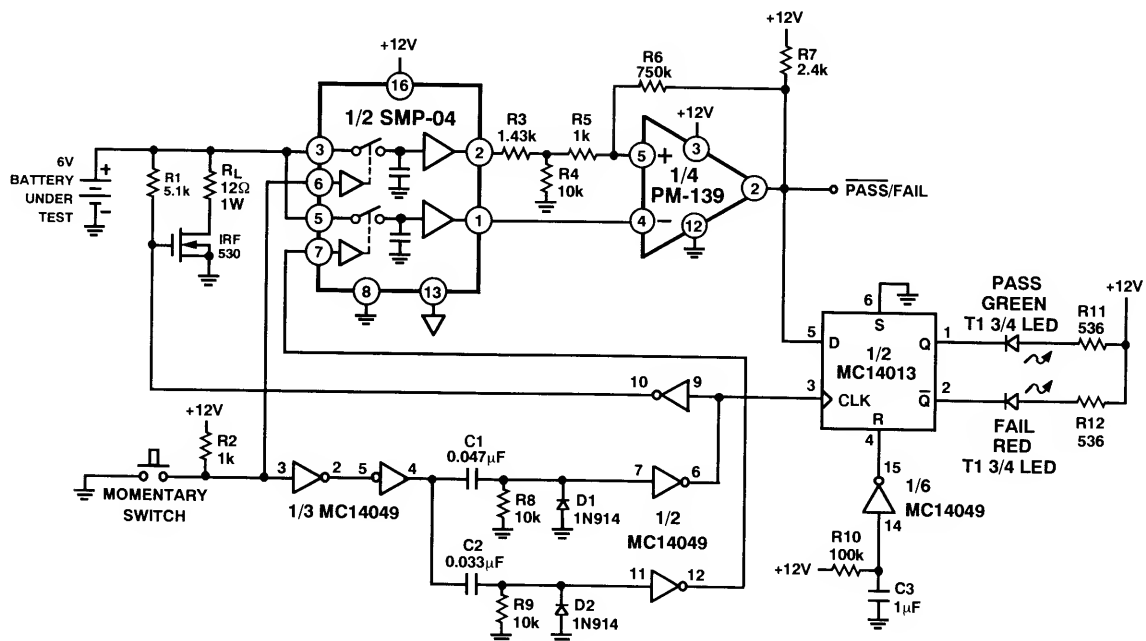 +12V
16
1/2 SMP-04
3
6
5
7
8
13
2
1
6V
BATTERY
UNDER
TEST
+
-
R1
5.1k
RL
12Ω
1W
IRF
530
R3
1.43k
R5
1k
R4
10k
R6
750k
+12V
R7
2.4k
+12V
3
5
+
1/4
PM-139
4
−
12
2
PASS/FAIL
6
S
5
D
1/2
MC14013
3
CLK
R
4
Q
1
Q
2
PASS
GREEN
T1 3/4 LED
FAIL
RED
T1 3/4 LED
+12V
R11
536
R12
536
10
9
+12V
R2
1k
MOMENTARY
SWITCH
3
2
5
4
1/3 MC14049
C1
0.047µF
R8
10k
D1
1N914
7
6
1/2
MC14049
C2
0.033µF
R9
10k
D2
1N914
11
12
15
1/6
MC14049
14
R10
100k
+12V
C3
1µF